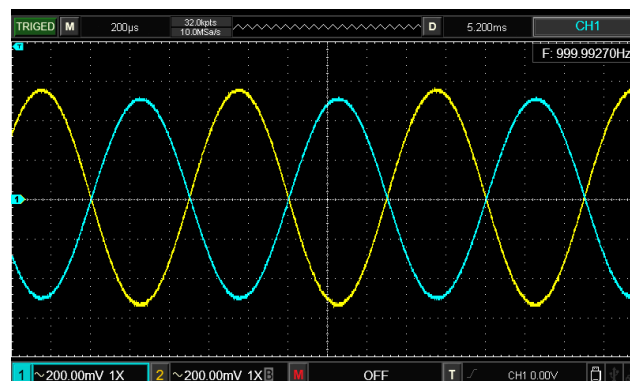 TRIGED M 200μs 32.0kpts 10.0MSa/s D 5.200ms CH1
T
F: 999.99270Hz
1
1 ~200.00mV 1X 2 ~200.00mV 1X B M OFF T CH1 0.00V